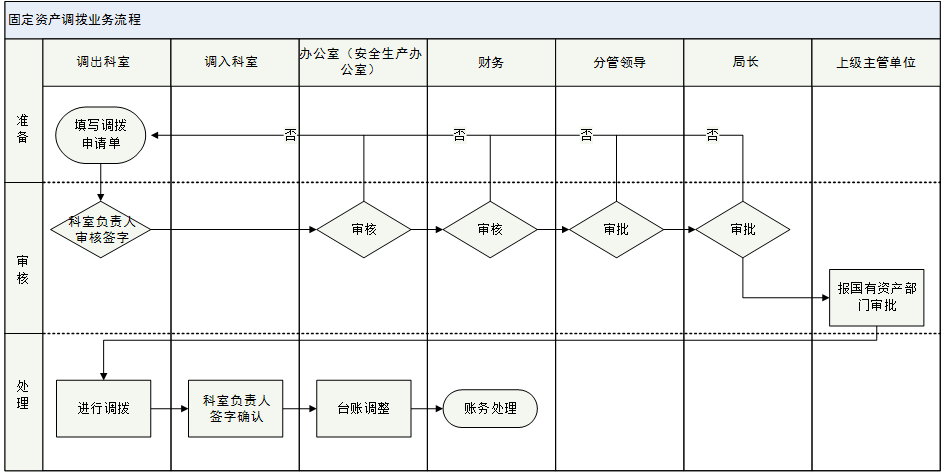 固定资产调拨业务流程
调出科室
调入科室
办公室（安全生产办
公室）
财务
分管领导
局长
上级主管单位
准
备
填写调拨
申请单
否
否
否
否
审
核
科室负责人
审核签字
审核
审核
审批
审批
报国有资产部
门审批
处
理
进行调拨
科室负责人
签字确认
台账调整
账务处理